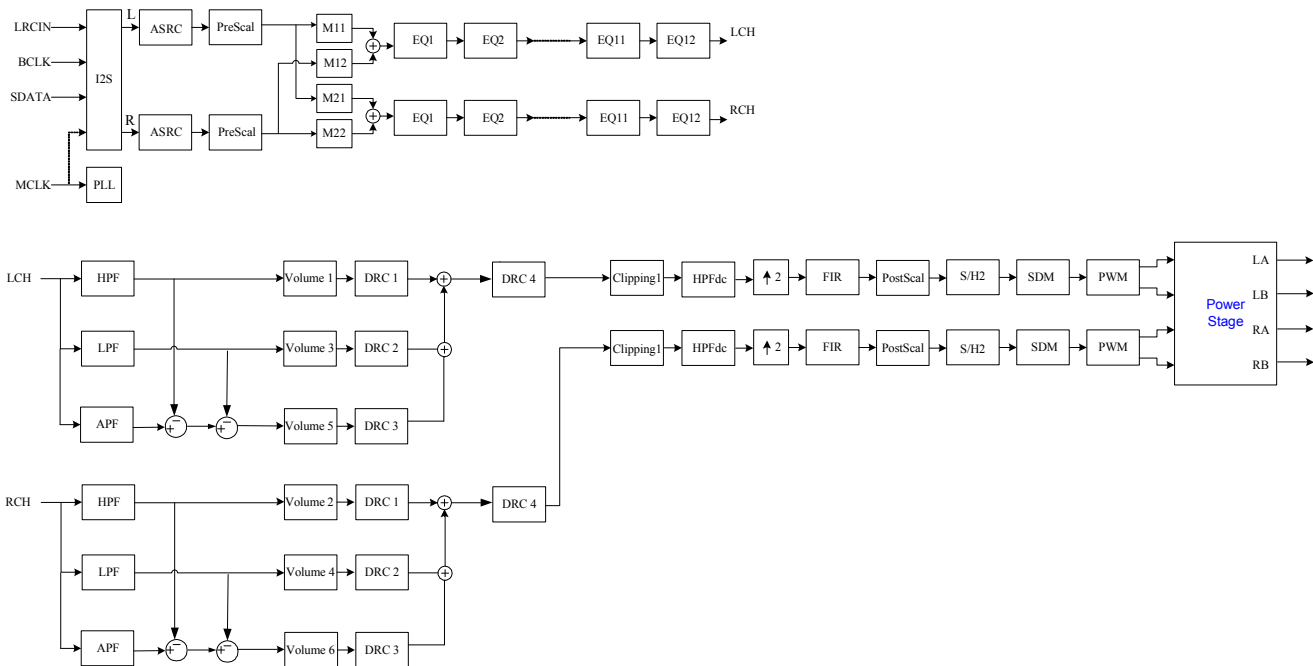 LRCIN
BCLK
SDATA
MCLK
I2S
PLL
L
R
ASRC
PreScal
M11
M12
EQ1
EQ2
EQ11
EQ12
LCH
ASRC
PreScal
M21
M22
EQ1
EQ2
EQ11
EQ12
RCH
LCH
HPF
Volume 1
DRC 1
+
DRC 4
Clipping1
HPFdc
↑ 2
FIR
PostScal
S/H2
SDM
PWM
LPF
Volume 3
DRC 2
+
APF
+ −
+ −
Volume 5
DRC 3
Clipping1
HPFdc
↑ 2
FIR
PostScal
S/H2
SDM
PWM
Power
Stage
LA
LB
RA
RB
RCH
HPF
Volume 2
DRC 1
+
DRC 4
LPF
Volume 4
DRC 2
+
APF
+ −
+ −
Volume 6
DRC 3